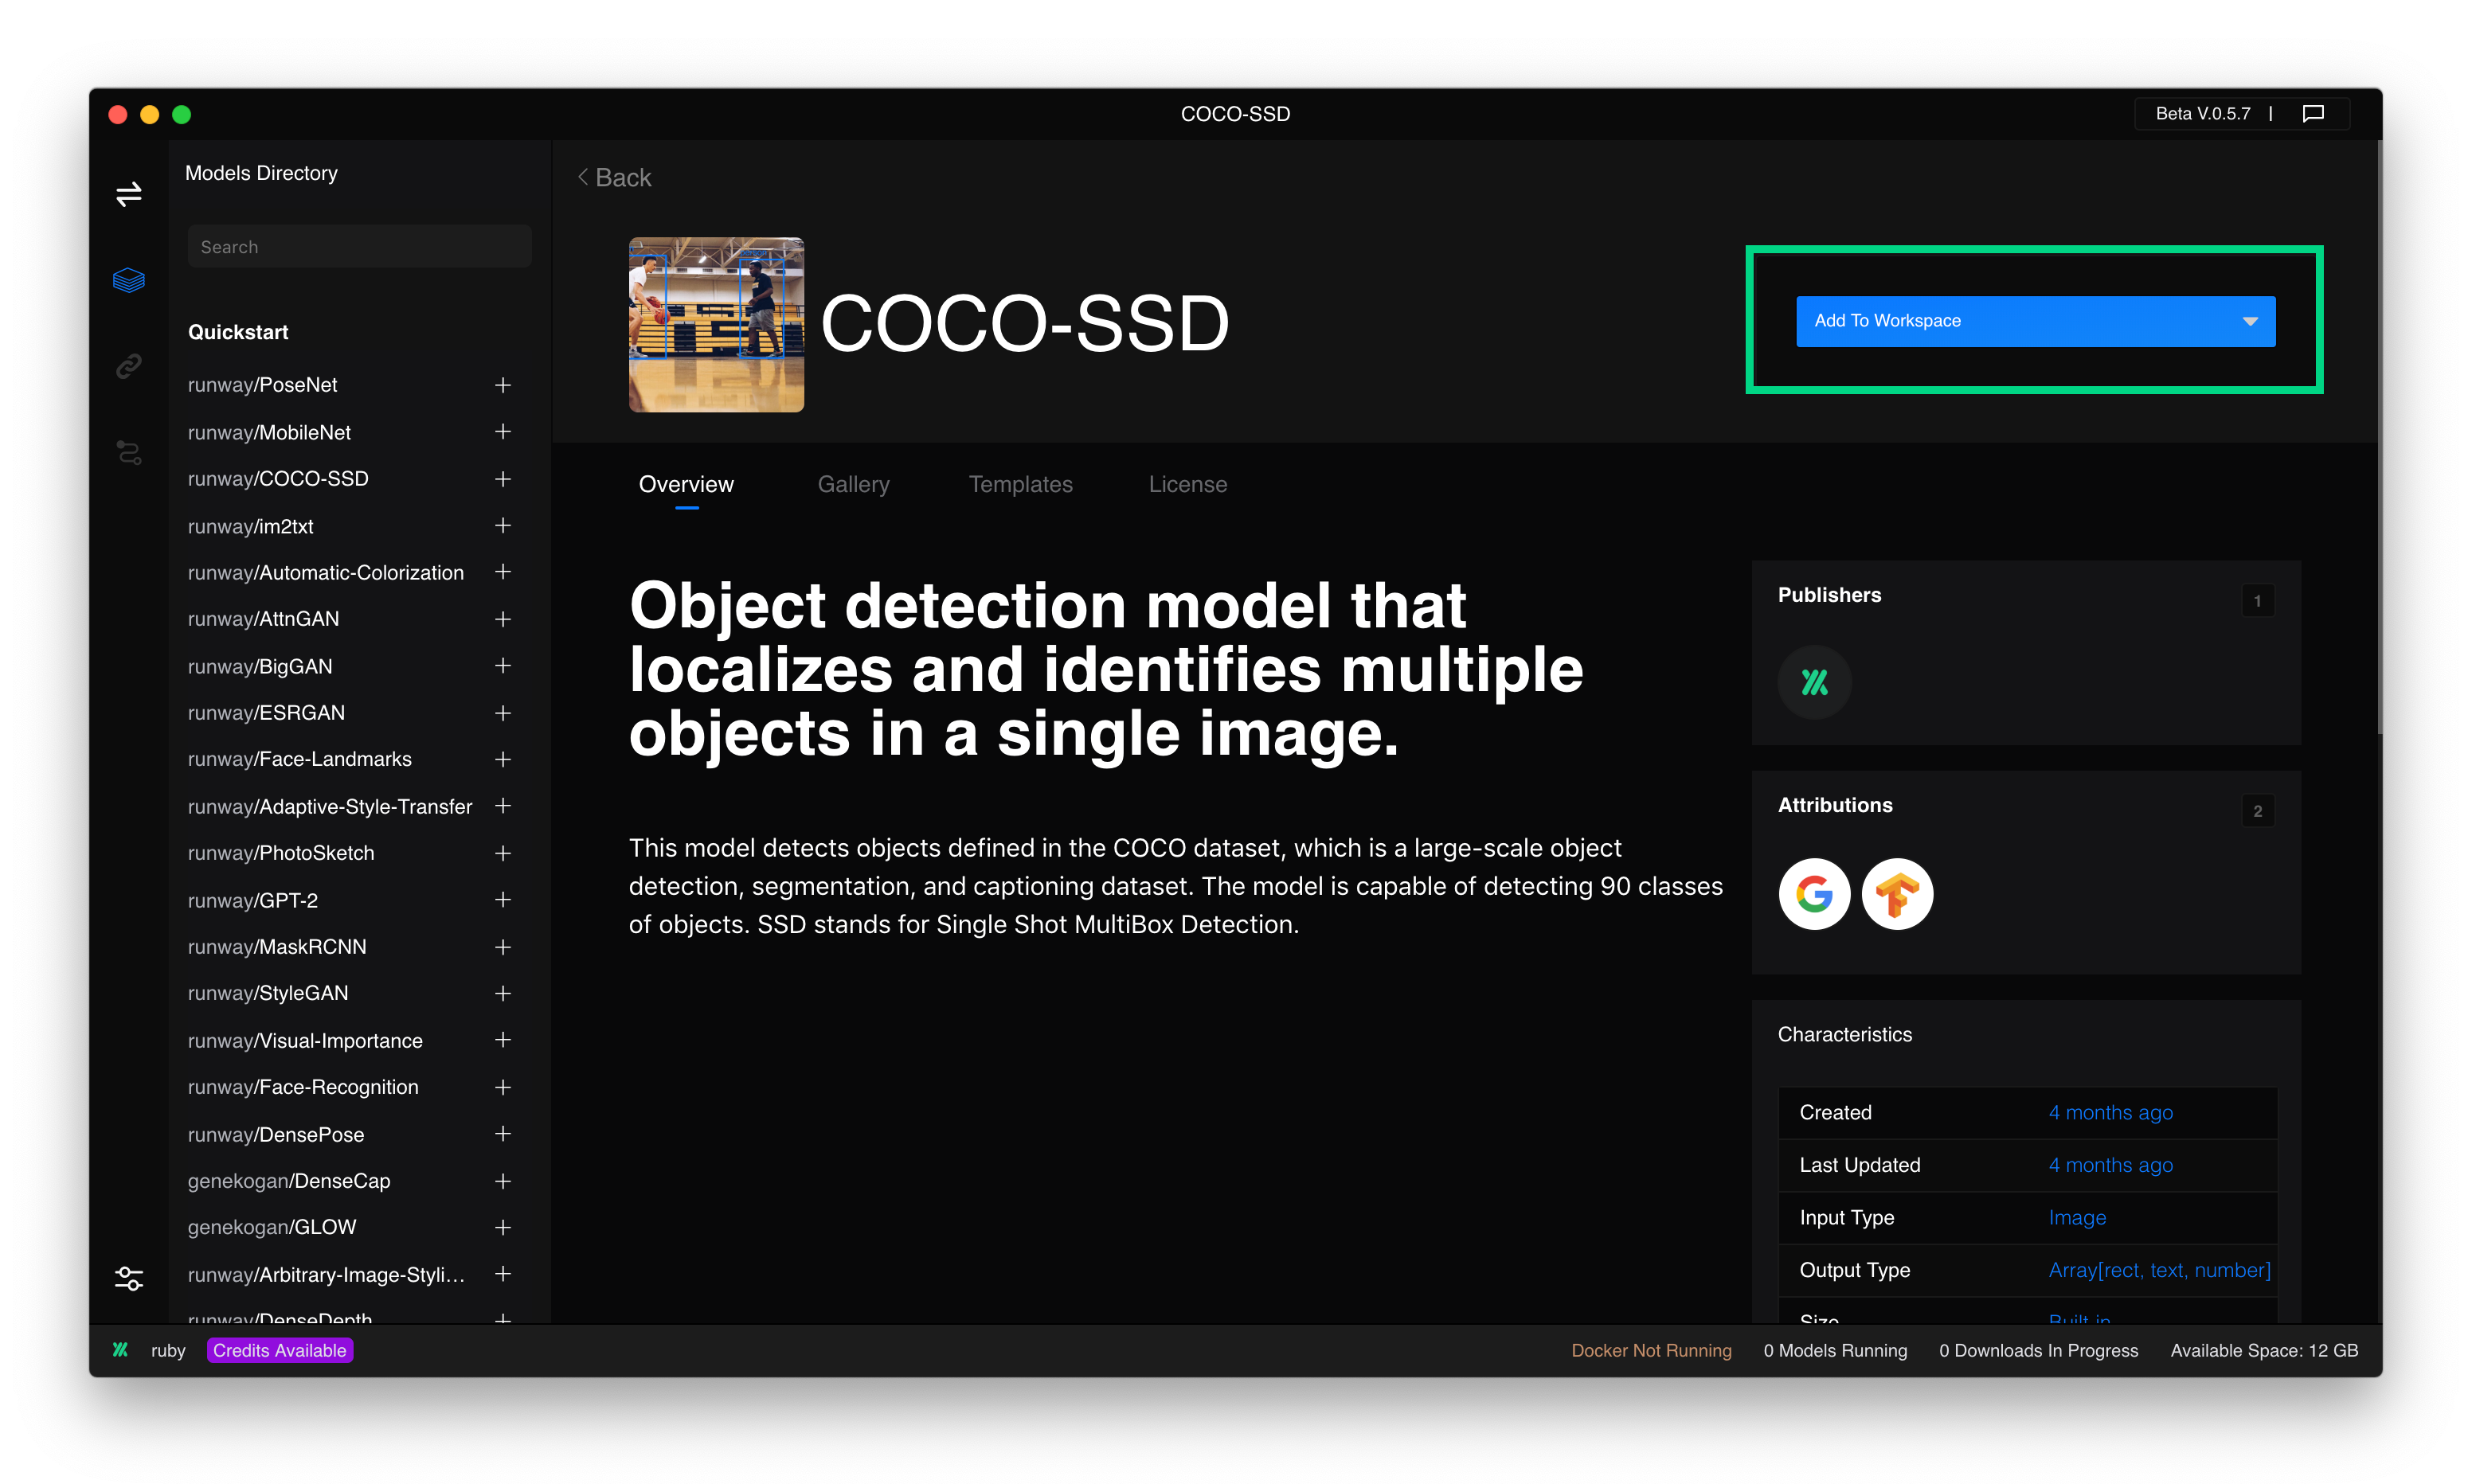 COCO-SSD
Beta V.0.5.7 |
Models Directory
Search
Quickstart
runway/PoseNet
runway/MobileNet
runway/COCO-SSD
runway/im2txt
runway/Automatic-Colorization
runway/AttnGAN
runway/BigGAN
runway/ESRGAN
runway/Face-Landmarks
runway/Adaptive-Style-Transfer
runway/PhotoSketch
runway/GPT-2
runway/MaskRCNN
runway/StyleGAN
runway/Visual-Importance
runway/Face-Recognition
runway/DensePose
genekogan/DenseCap
genekogan/GLOW
runway/Arbitrary-Image-Styli...
runway/DenseDepth
Back
COCO-SSD
Add To Workspace
Overview
Gallery
Templates
License
Object detection model that
localizes and identifies multiple
objects in a single image.
This model detects objects defined in the COCO dataset, which is a large-scale object
detection, segmentation, and captioning dataset. The model is capable of detecting 90 classes
of objects. SSD stands for Single Shot MultiBox Detection.
Publishers
1
Attributions
2
Characteristics
Created 4 months ago
Last Updated 4 months ago
Input Type Image
Output Type Array[rect, text, number]
Size Built-in
ruby
Credits Available
Docker Not Running
0 Models Running
0 Downloads In Progress
Available Space: 12 GB